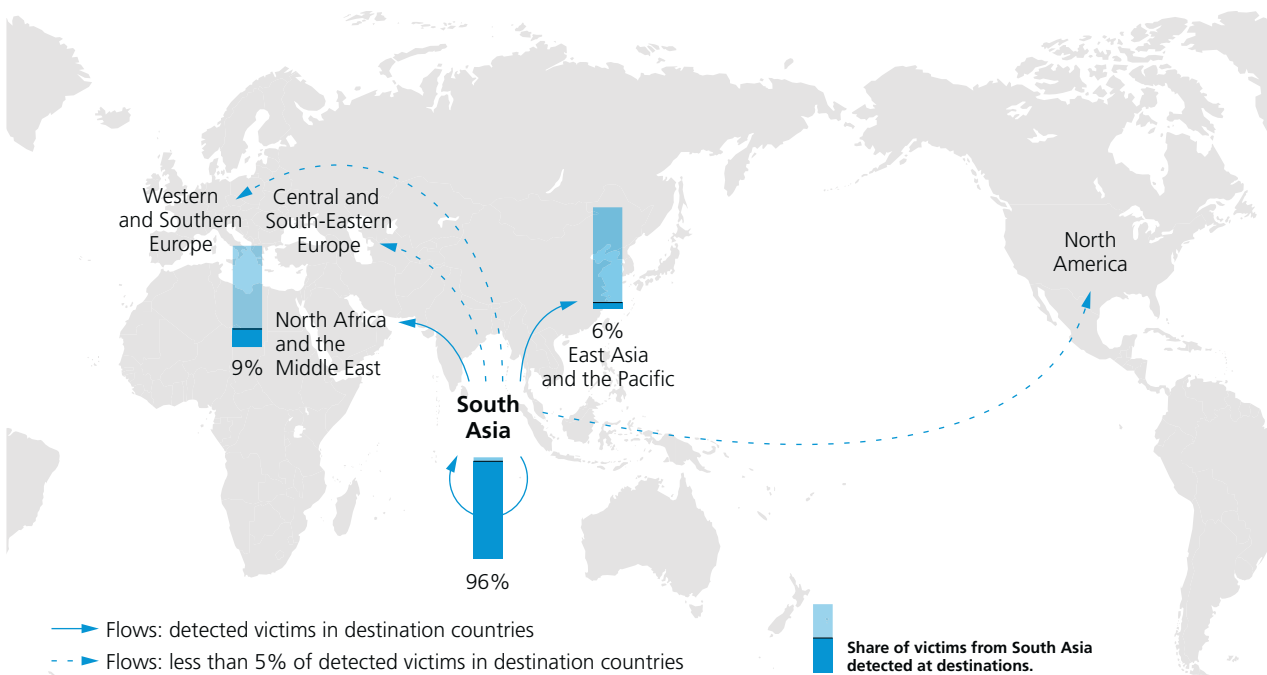 Western
and Southern
Europe
Central and
South-Eastern
Europe
North
America
9%
North Africa
and the
Middle East
6%
East Asia
and the Pacific
South
Asia
96%
Flows: detected victims in destination countries
Flows: less than 5% of detected victims in destination countries
Share of victims from South Asia
detected at destinations.